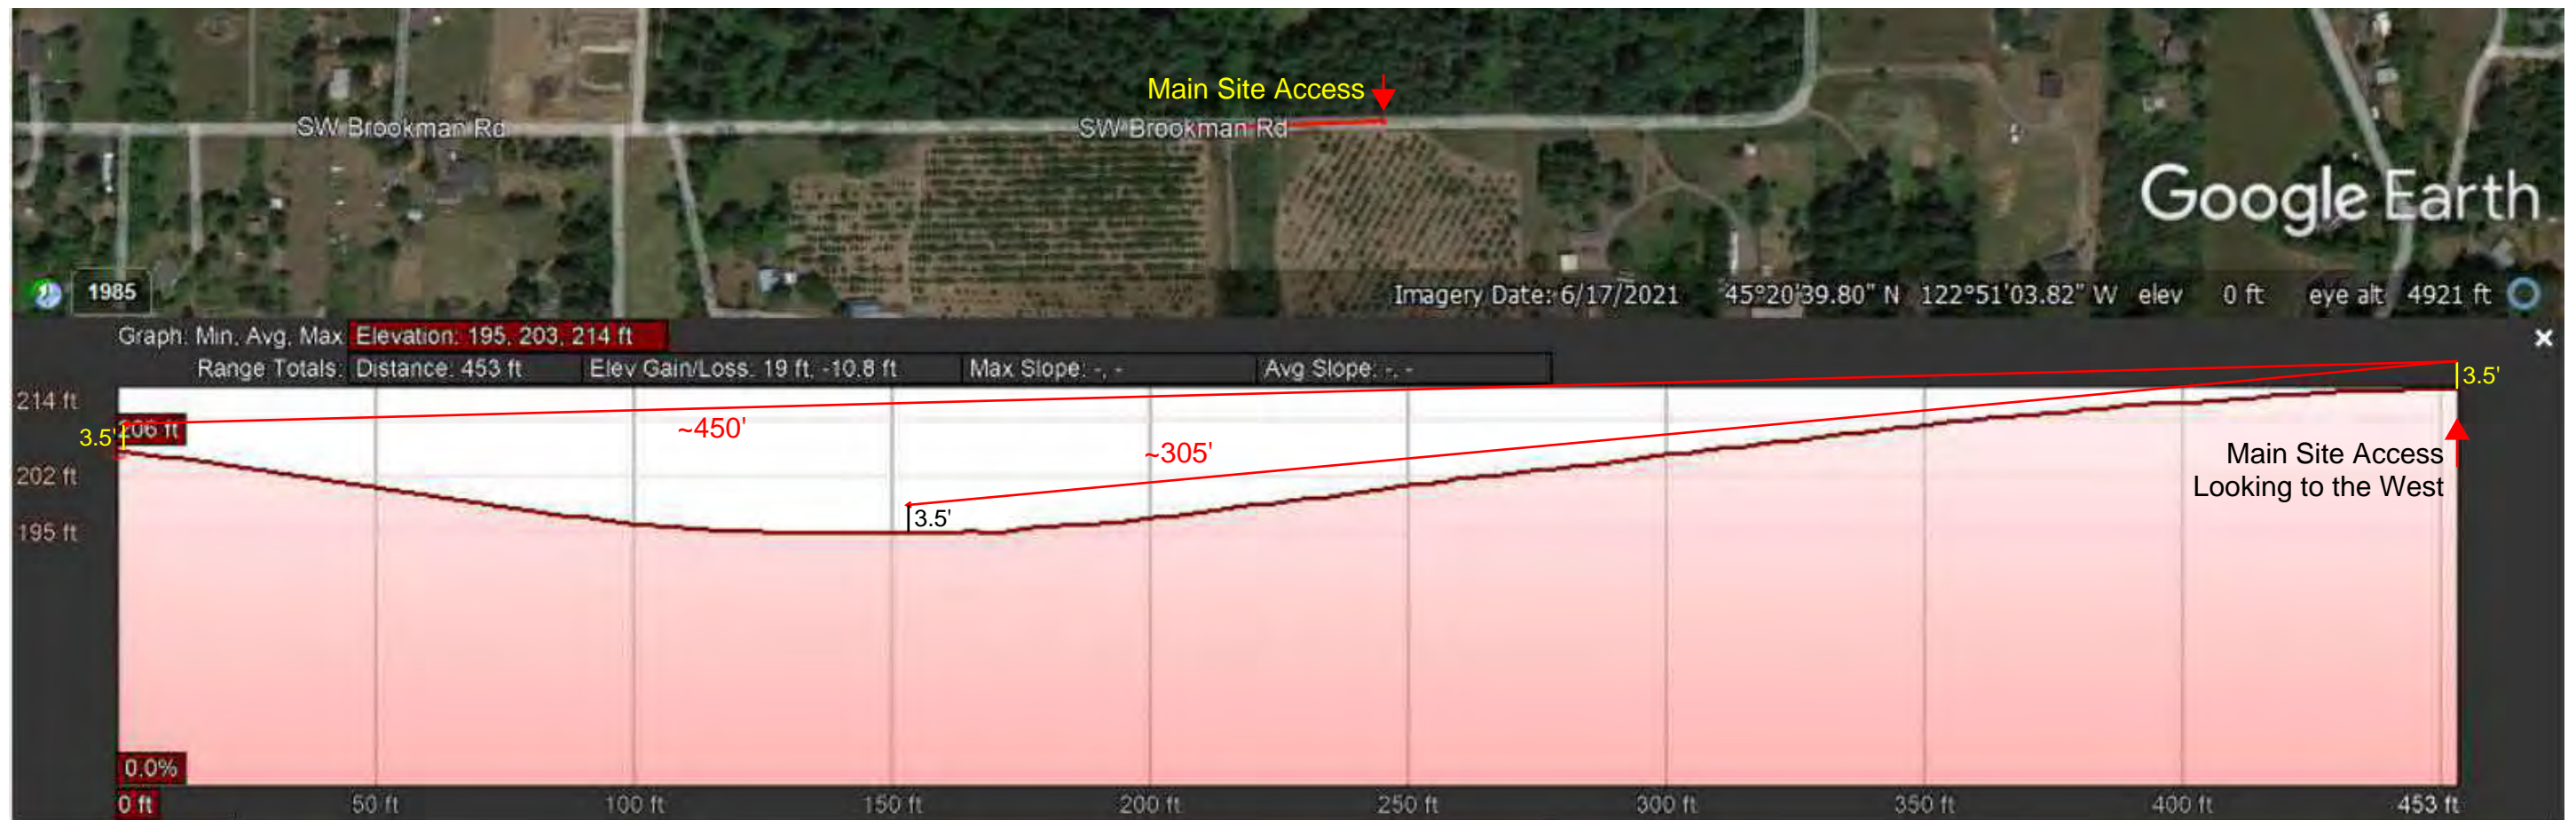 Main Site Access
SW Brookman Rd
SW Brookman Rd
Google Earth
1985
Imagery Date: 6/17/2021 45°20'39.80" N 122°51'03.82" W elev 0 ft eye alt 4921 ft
Graph: Min, Avg, Max Elevation: 195, 203, 214 ft
Range Totals: Distance: 453 ft Elev Gain/Loss: 19 ft, -10.8 ft Max Slope: -, - Avg Slope: -, -
3.5'
214 ft
206 ft
~450'
3.5'
~305'
Main Site Access
Looking to the West
202 ft
3.5'
195 ft
0.0%
0 ft 50 ft 100 ft 150 ft 200 ft 250 ft 300 ft 350 ft 400 ft 453 ft